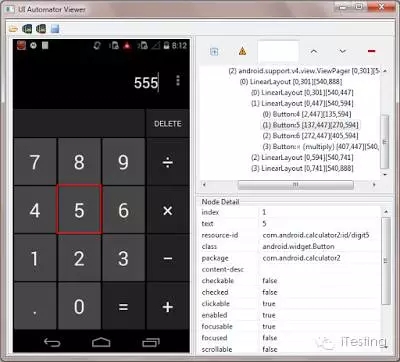 UI Automator Viewer
8:12
555
DELETE
7 8 9 ÷
4 5 6 ×
1 2 3 −
. 0 = +
(2) android.support.v4.view.ViewPager [0,301][540,
(0) LinearLayout [0,301][540,888]
(0) LinearLayout [0,301][540,447]
(1) LinearLayout [0,447][540,594]
(0) Button:4 [2,447][135,594]
(1) Button:5 [137,447][270,594]
(2) Button:6 [272,447][405,594]
(3) Button:× {multiply} [407,447][540,
(2) LinearLayout [0,594][540,741]
(3) LinearLayout [0,741][540,888]
Node Detail
index 1
text 5
resource-id com.android.calculator2:id/digit5
class android.widget.Button
package com.android.calculator2
content-desc
checkable false
checked false
clickable true
enabled true
focusable true
focused false
scrollable false
iTesting